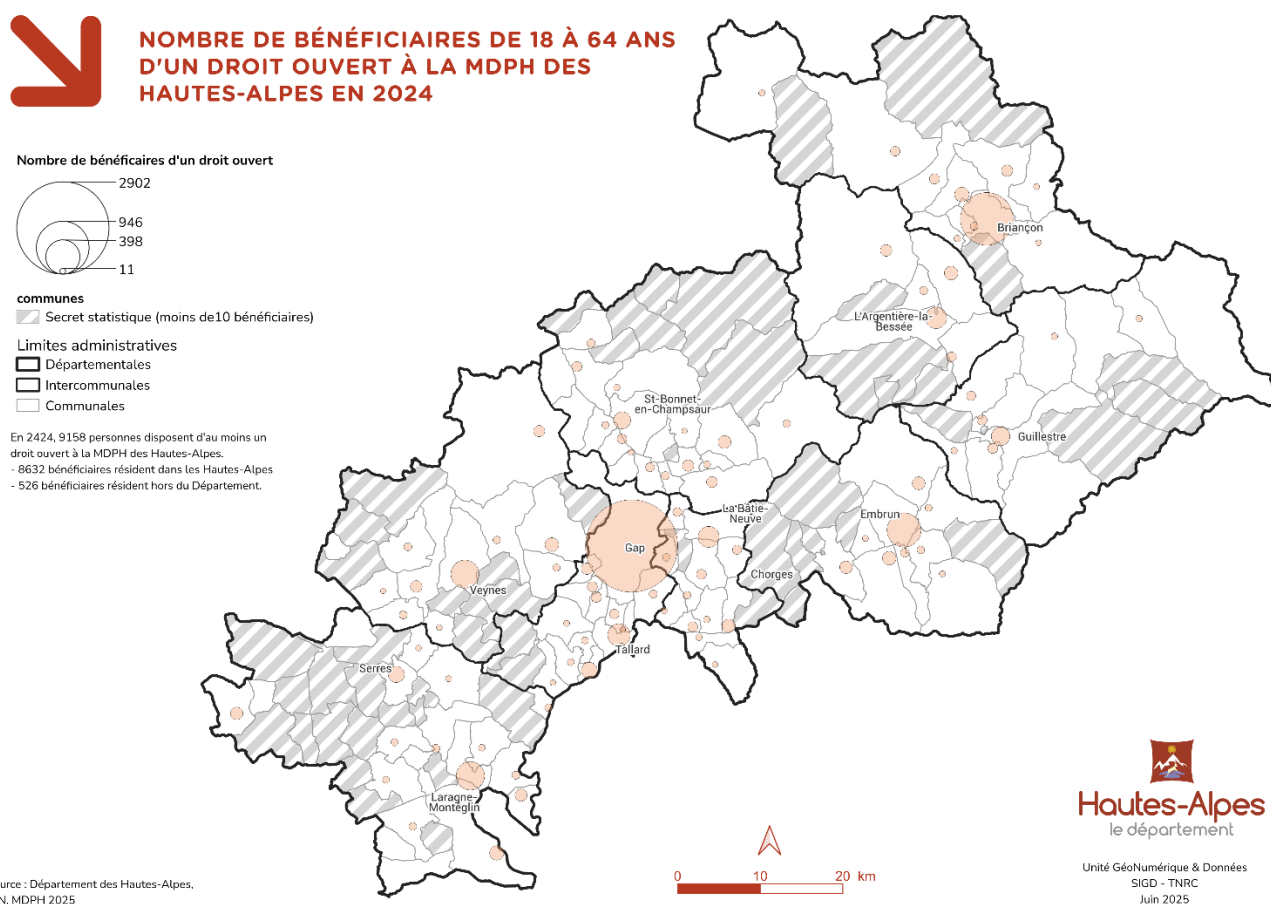 NOMBRE DE BÉNÉFICIAIRES DE 18 À 64 ANS
D'UN DROIT OUVERT À LA MDPH DES
HAUTES-ALPES EN 2024
Nombre de bénéficaires d'un droit ouvert
2902
946
398
11
communes
Secret statistique (moins de10 bénéficiaires)
Limites administratives
Départementales
Intercommunales
Communales
En 2424, 9158 personnes disposent d'au moins un
droit ouvert à la MDPH des Hautes-Alpes.
- 8632 bénéficiaires résident dans les Hautes-Alpes
- 526 bénéficiaires résident hors du Département.
Briançon
L'Argentière-la-
Bessée
St-Bonnet-
en-Champsaur
Guillestre
La Bâtie-
Neuve
Embrun
Gap
Chorges
Veynes
Tallard
Serres
Laragne-
Montéglin
0 10 20 km
Hautes-Alpes
le département
Unité GéoNumérique & Données
SIGD - TNRC
Juin 2025
urce : Département des Hautes-Alpes,
N, MDPH 2025